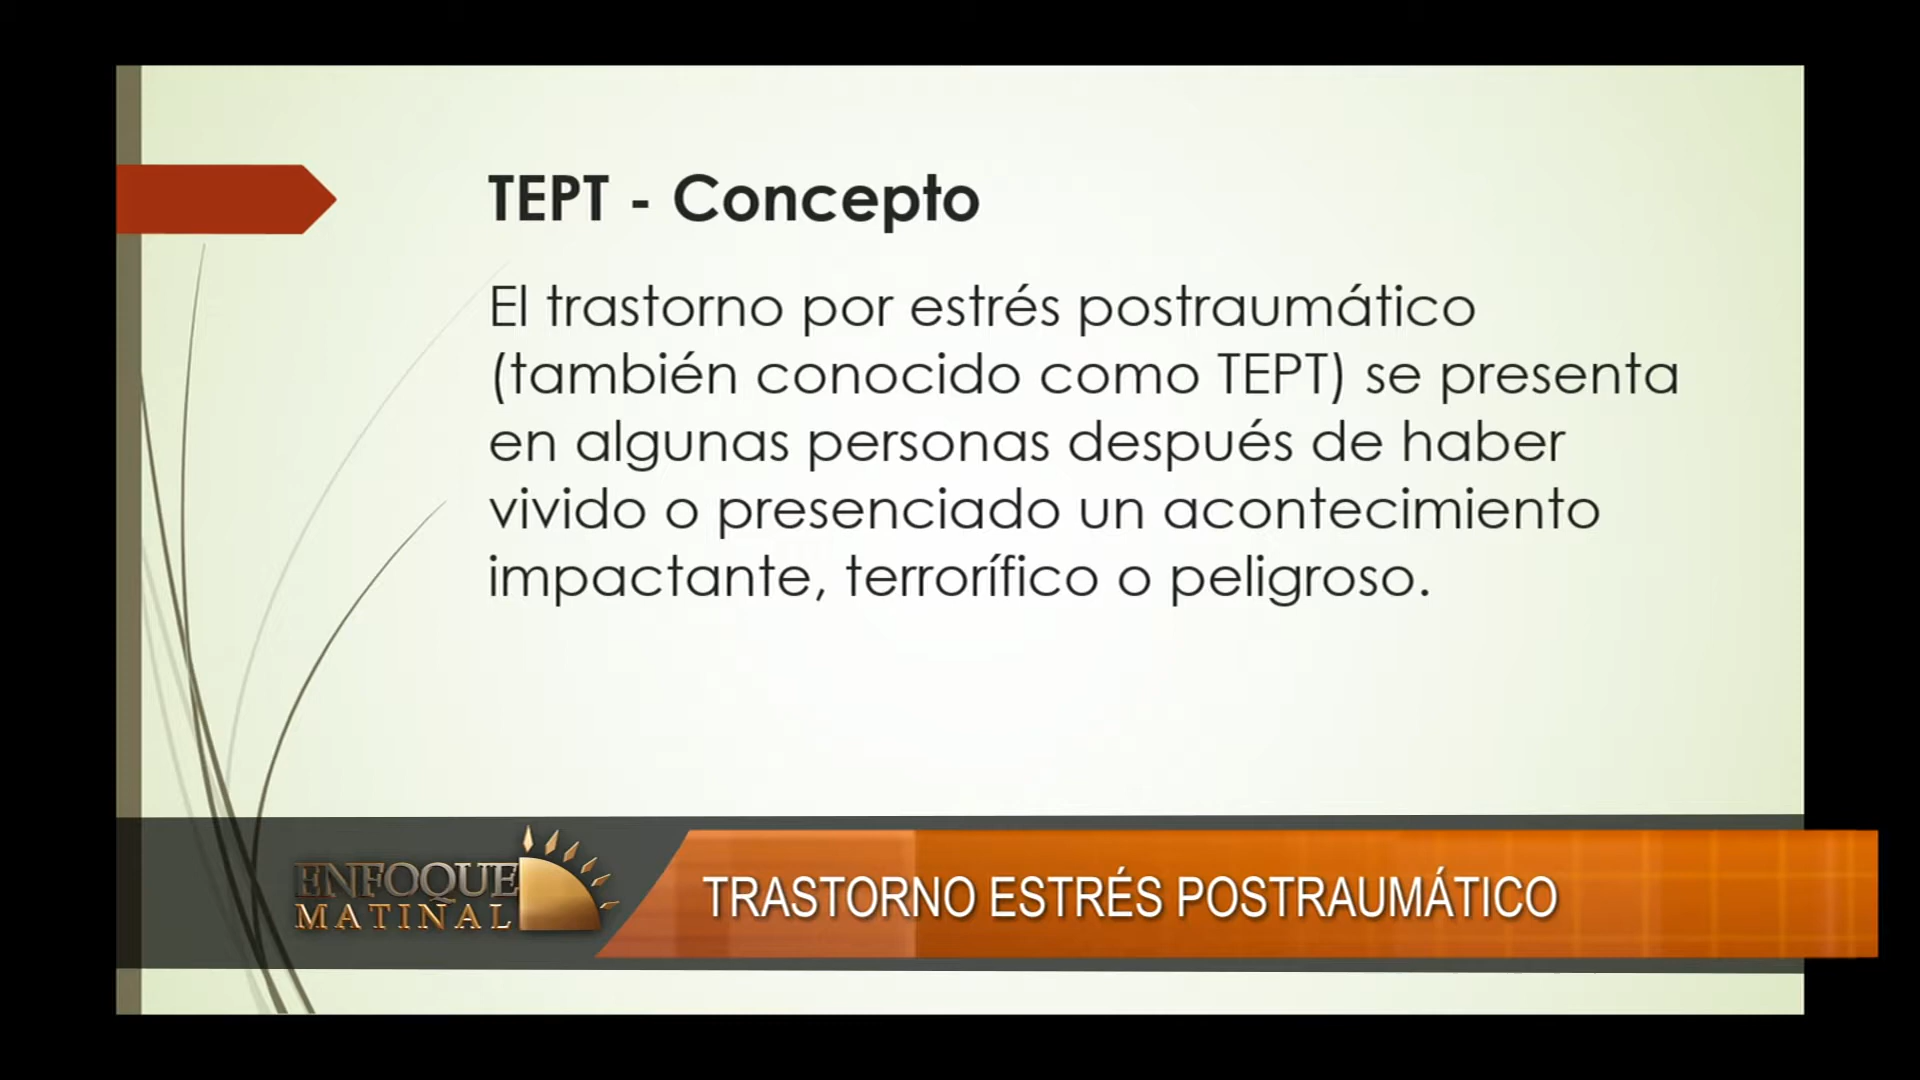 TEPT - Concepto
El trastorno por estrés postraumático
(también conocido como TEPT) se presenta
en algunas personas después de haber
vivido o presenciado un acontecimiento
impactante, terrorífico o peligroso.
ENFOQUE
MATINAL
TRASTORNO ESTRÉS POSTRAUMÁTICO